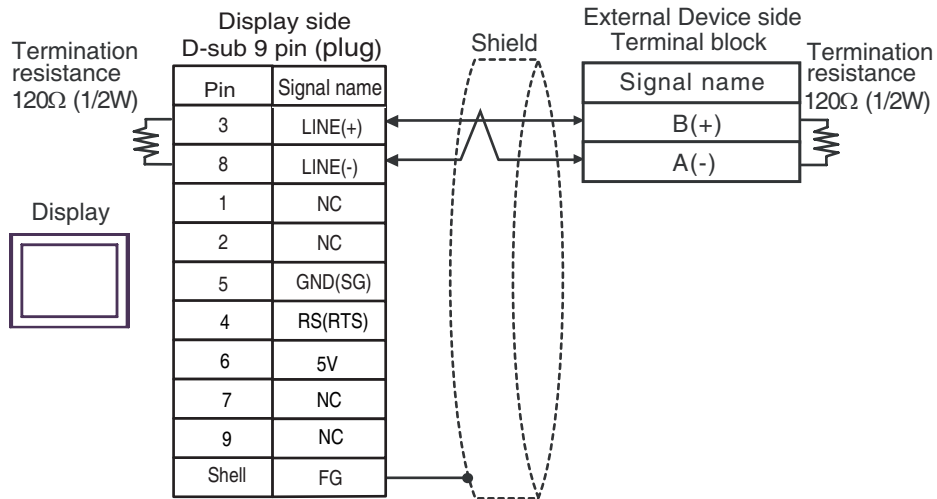 Display side
D-sub 9 pin (plug)
Termination
resistance
120Ω (1/2W)
Pin Signal name
3 LINE(+)
8 LINE(-)
1 NC
2 NC
5 GND(SG)
4 RS(RTS)
6 5V
7 NC
9 NC
Shell FG
Display
Shield
External Device side
Terminal block
Signal name
B(+)
A(-)
Termination
resistance
120Ω (1/2W)